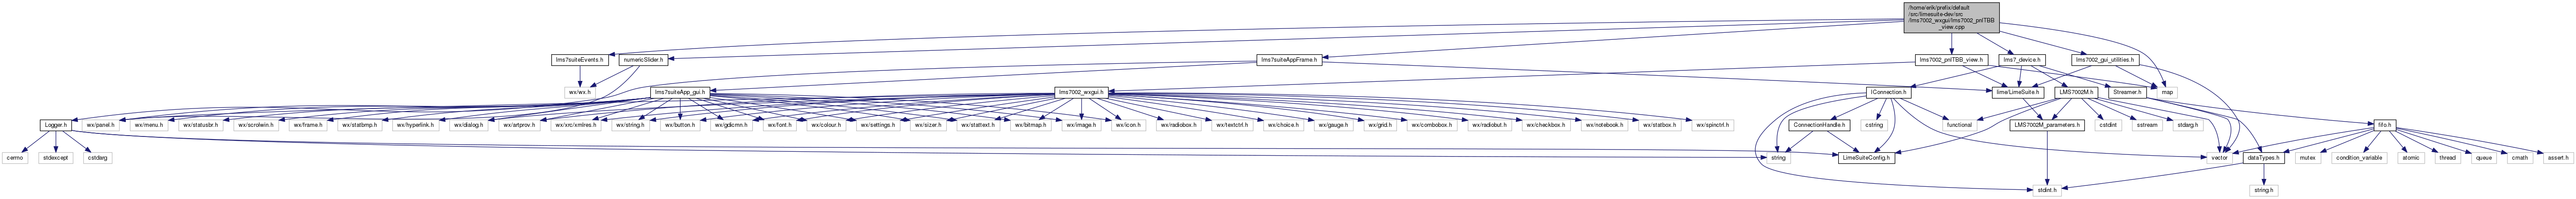 /home/erik/prefix/default
/src/limesuite-dev/src
/lms7002_wxgui/lms7002_pnlTBB
_view.cpp
lms7suiteEvents.h
numericSlider.h
lms7suiteAppFrame.h
lms7002_pnlTBB_view.h
lms7_device.h
lms7002_gui_utilities.h
wx/wx.h
lms7suiteApp_gui.h
lms7002_wxgui.h
IConnection.h
lime/LimeSuite.h
LMS7002M.h
Streamer.h
map
Logger.h
wx/panel.h
wx/menu.h
wx/statusbr.h
wx/scrolwin.h
wx/frame.h
wx/statbmp.h
wx/hyperlink.h
wx/dialog.h
wx/artprov.h
wx/xrc/xmlres.h
wx/string.h
wx/button.h
wx/gdicmn.h
wx/font.h
wx/colour.h
wx/settings.h
wx/sizer.h
wx/stattext.h
wx/bitmap.h
wx/image.h
wx/icon.h
wx/radiobox.h
wx/textctrl.h
wx/choice.h
wx/gauge.h
wx/grid.h
wx/combobox.h
wx/radiobut.h
wx/checkbox.h
wx/notebook.h
wx/statbox.h
wx/spinctrl.h
ConnectionHandle.h
cstring
functional
LMS7002M_parameters.h
cstdint
sstream
stdarg.h
fifo.h
cerrno
stdexcept
cstdarg
string
LimeSuiteConfig.h
vector
dataTypes.h
mutex
condition_variable
atomic
thread
queue
cmath
assert.h
stdint.h
string.h